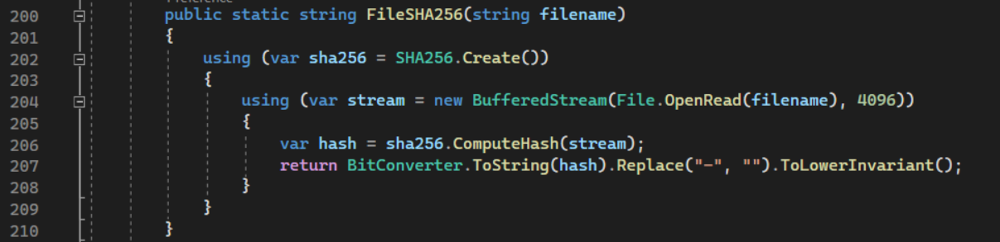 200 public static string FileSHA256(string filename)
201 {
202 using (var sha256 = SHA256.Create())
203 {
204 using (var stream = new BufferedStream(File.OpenRead(filename), 4096))
205 {
206 var hash = sha256.ComputeHash(stream);
207 return BitConverter.ToString(hash).Replace("-", "").ToLowerInvariant();
208 }
209 }
210 }